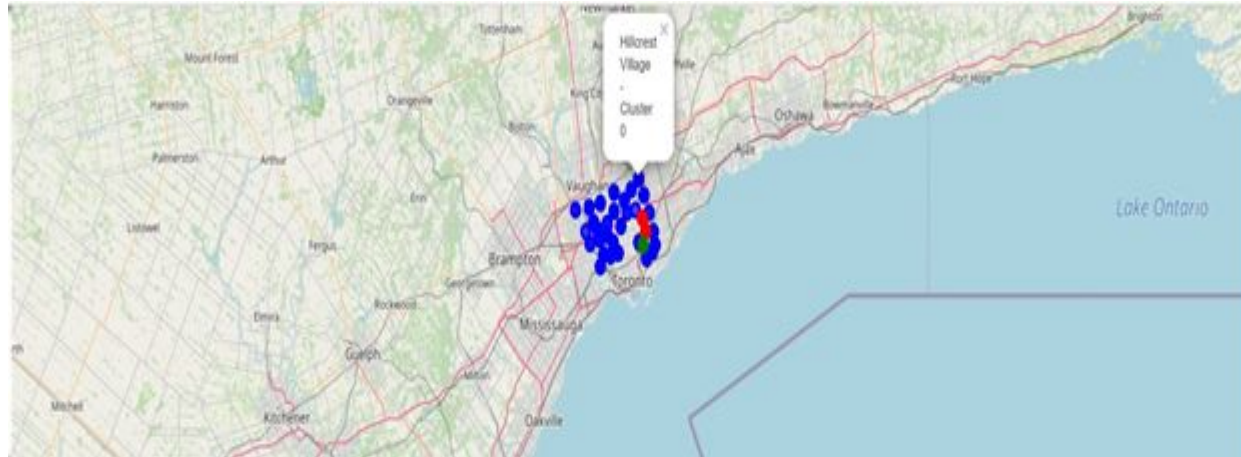 Newmarket
Tottenham
Brighton
Mount Forest
Hillcrest
Village
-
Cluster
0
×
King City
Port Hope
Harriston
Orangeville
Bowmanville
Oshawa
Bolton
Palmerston
Arthur
Ajax
Vaughan
Erin
Lake Ontario
Listowel
Fergus
Brampton
Georgetown
Toronto
Rockwood
Elmira
Mississauga
Guelph
Milton
Mitchell
Kitchener
Oakville